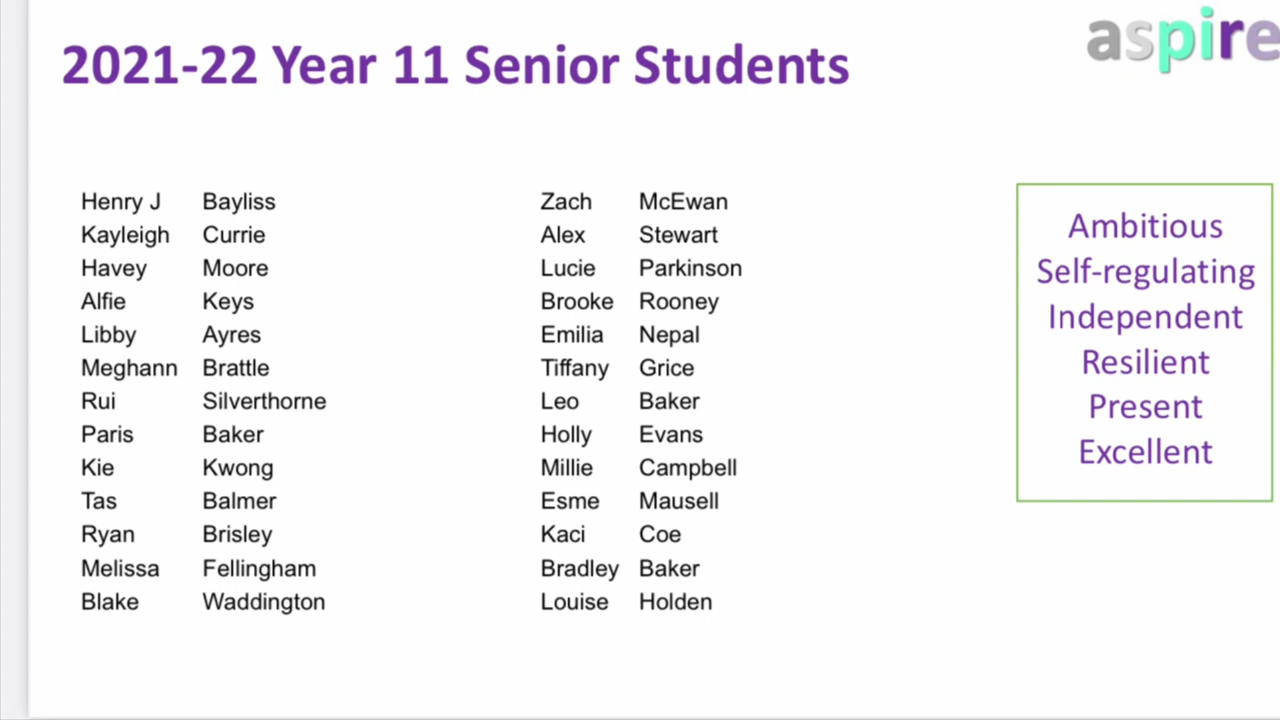 aspire
2021-22 Year 11 Senior Students
Henry J Bayliss
Kayleigh Currie
Havey Moore
Alfie Keys
Libby Ayres
Meghann Brattle
Rui Silverthorne
Paris Baker
Kie Kwong
Tas Balmer
Ryan Brisley
Melissa Fellingham
Blake Waddington
Zach McEwan
Alex Stewart
Lucie Parkinson
Brooke Rooney
Emilia Nepal
Tiffany Grice
Leo Baker
Holly Evans
Millie Campbell
Esme Mausell
Kaci Coe
Bradley Baker
Louise Holden
Ambitious
Self-regulating
Independent
Resilient
Present
Excellent